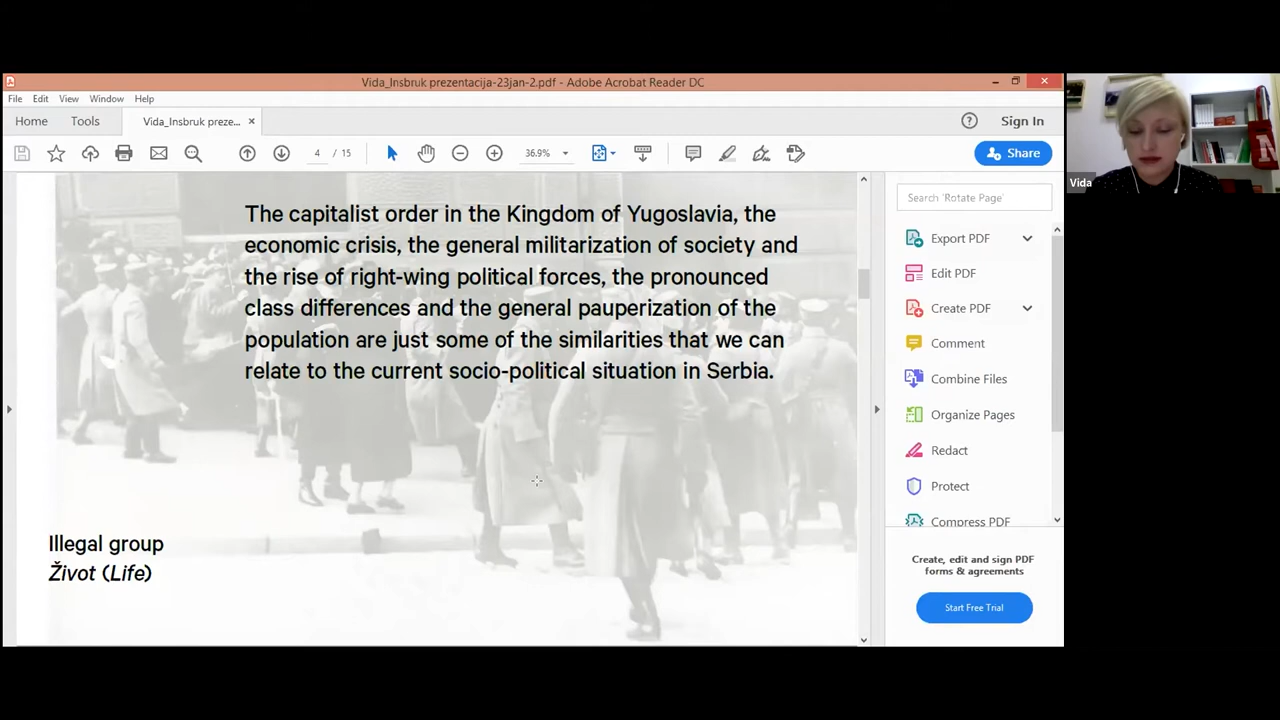 Vida_Insbruk prezentacija-23jan-2.pdf - Adobe Acrobat Reader DC
File Edit View Window Help
Home Tools Vida_Insbruk preze... Sign In
4 / 15 36.9% Share
Vida
The capitalist order in the Kingdom of Yugoslavia, the
economic crisis, the general militarization of society and
the rise of right-wing political forces, the pronounced
class differences and the general pauperization of the
population are just some of the similarities that we can
relate to the current socio-political situation in Serbia.
Illegal group
Život (Life)
Search 'Rotate Page'
Export PDF
Edit PDF
Create PDF
Comment
Combine Files
Organize Pages
Redact
Protect
Compress PDF
Create, edit and sign PDF
forms & agreements
Start Free Trial